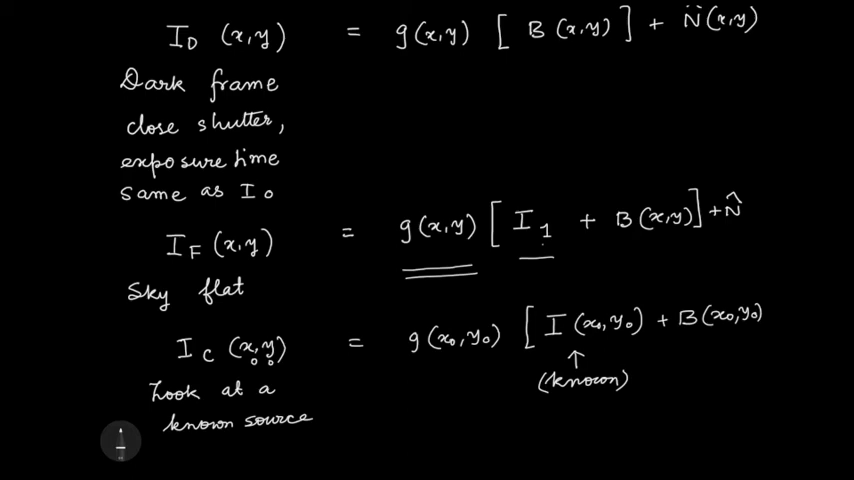 I_D (x,y) = g(x,y) [ B (x,y) ] + N̈(x,y)
Dark frame
close shutter,
exposure time
same as I_0
I_F (x,y) = g(x,y) [ I_1 + B(x,y) ] + N̂
Sky flat
I_C (x_0,y_0) = g(x_0,y_0) [ I (x_0,y_0) + B(x_0,y_0)
↑
(known)
Look at a
known source